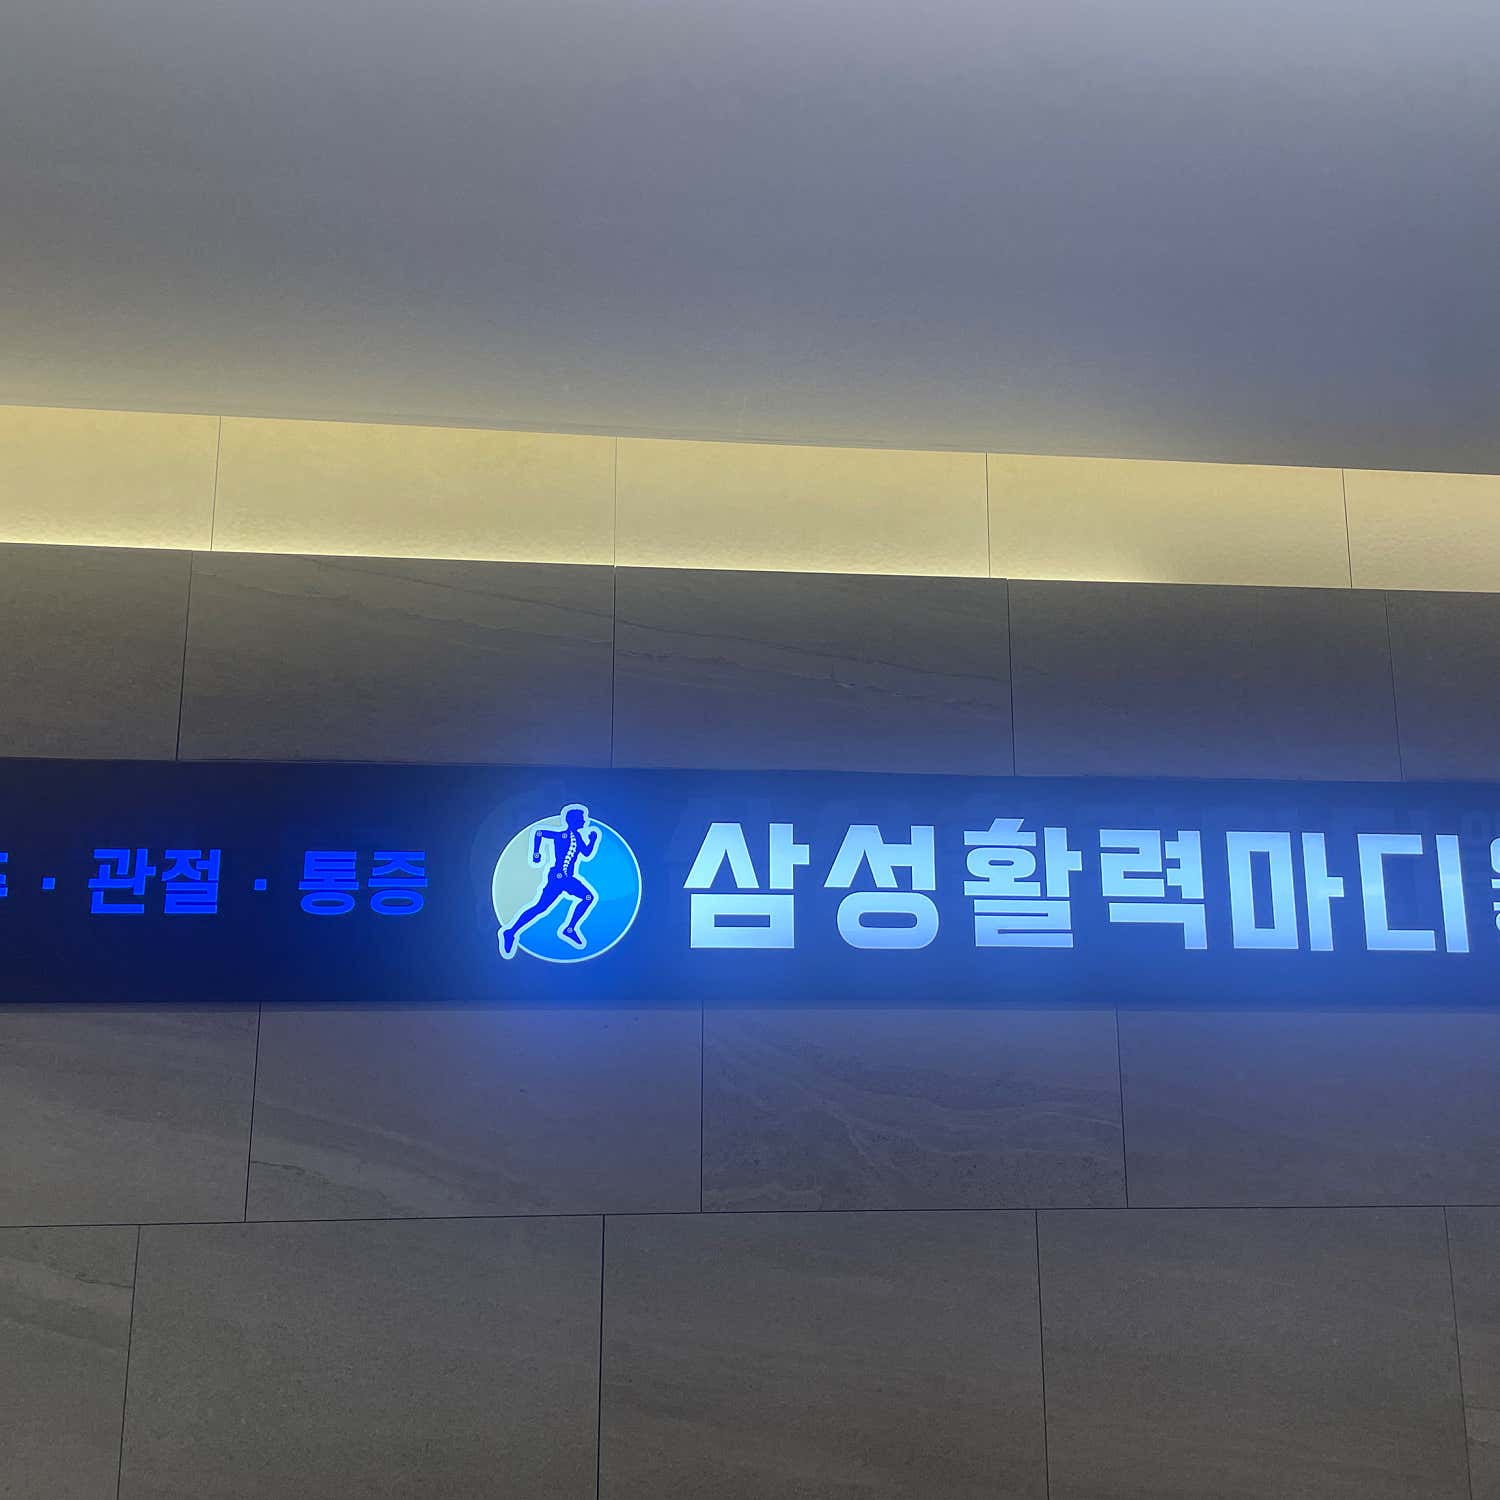 · 관절 · 통증 삼성활력마디